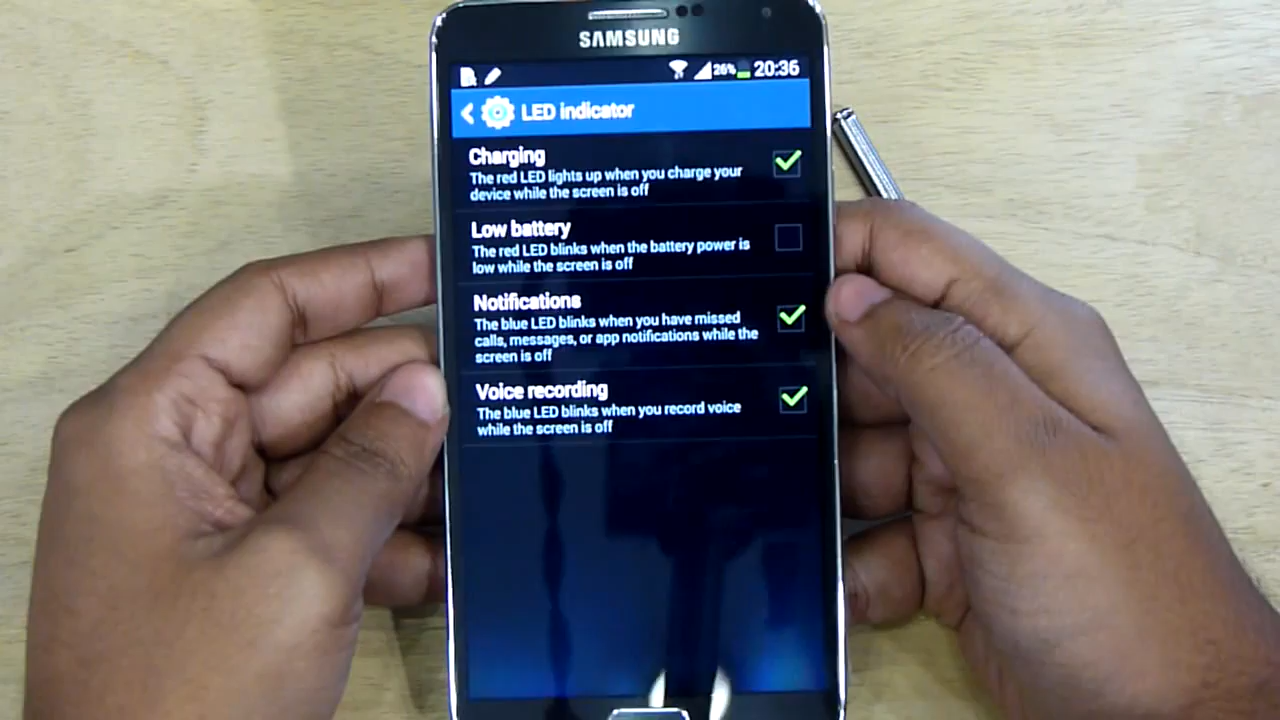 SAMSUNG
26% 20:36
LED indicator
Charging
The red LED lights up when you charge your
device while the screen is off
Low battery
The red LED blinks when the battery power is
low while the screen is off
Notifications
The blue LED blinks when you have missed
calls, messages, or app notifications while the
screen is off
Voice recording
The blue LED blinks when you record voice
while the screen is off